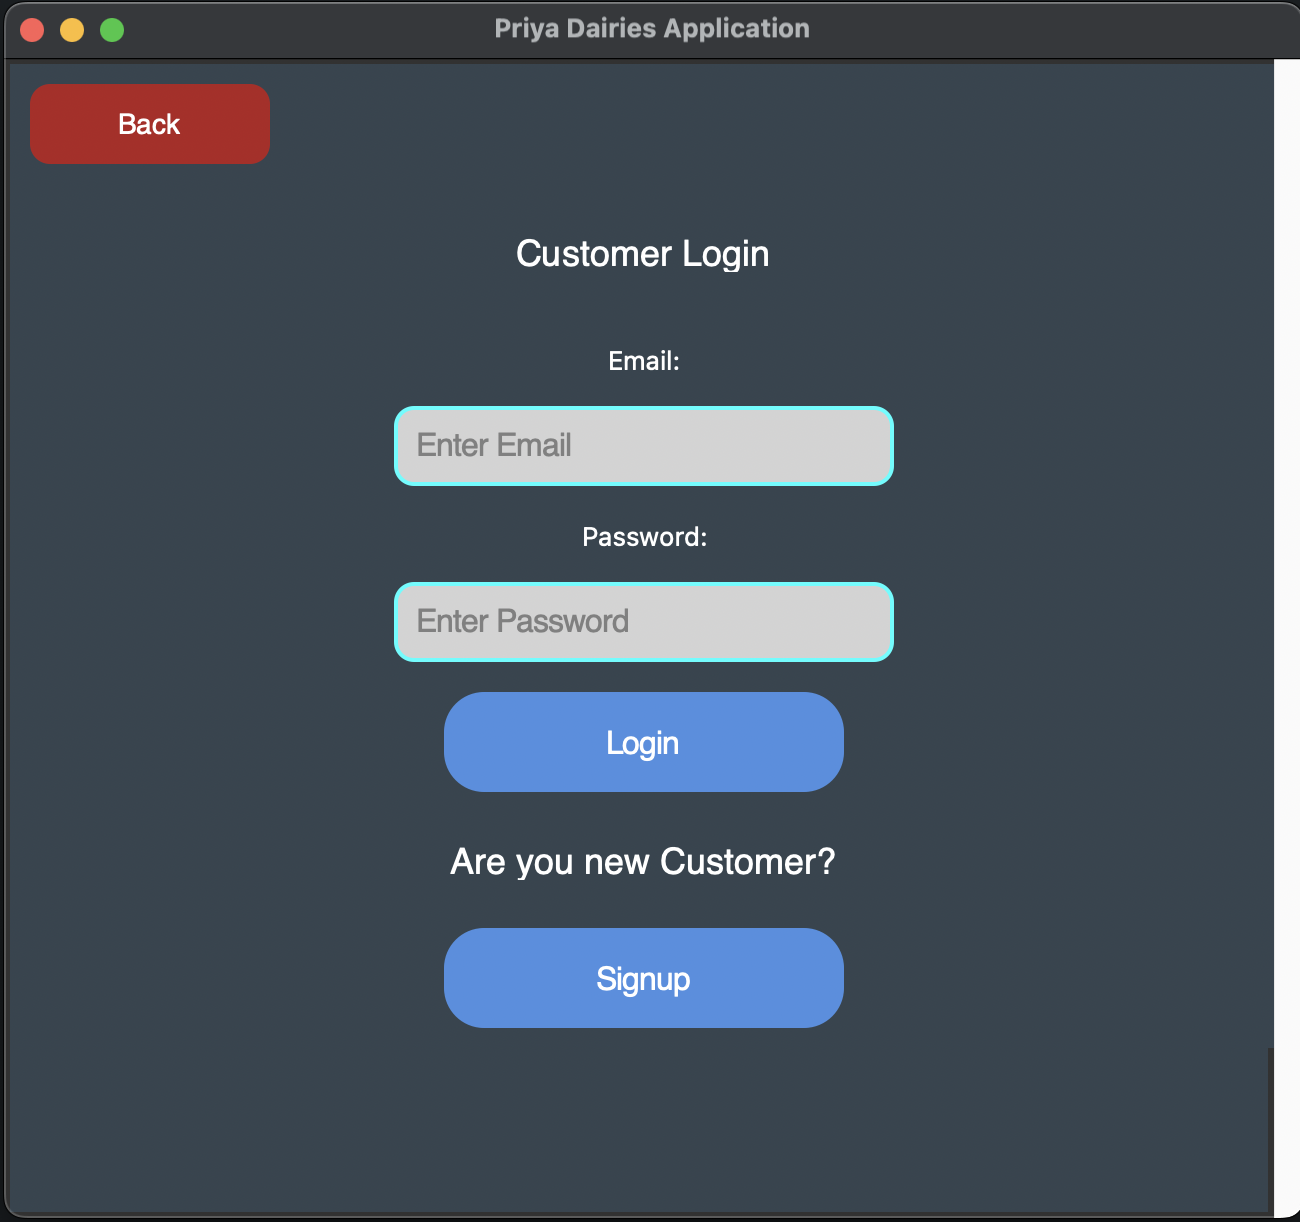 Priya Dairies Application
Back
Customer Login
Email:
Enter Email
Password:
Enter Password
Login
Are you new Customer?
Signup